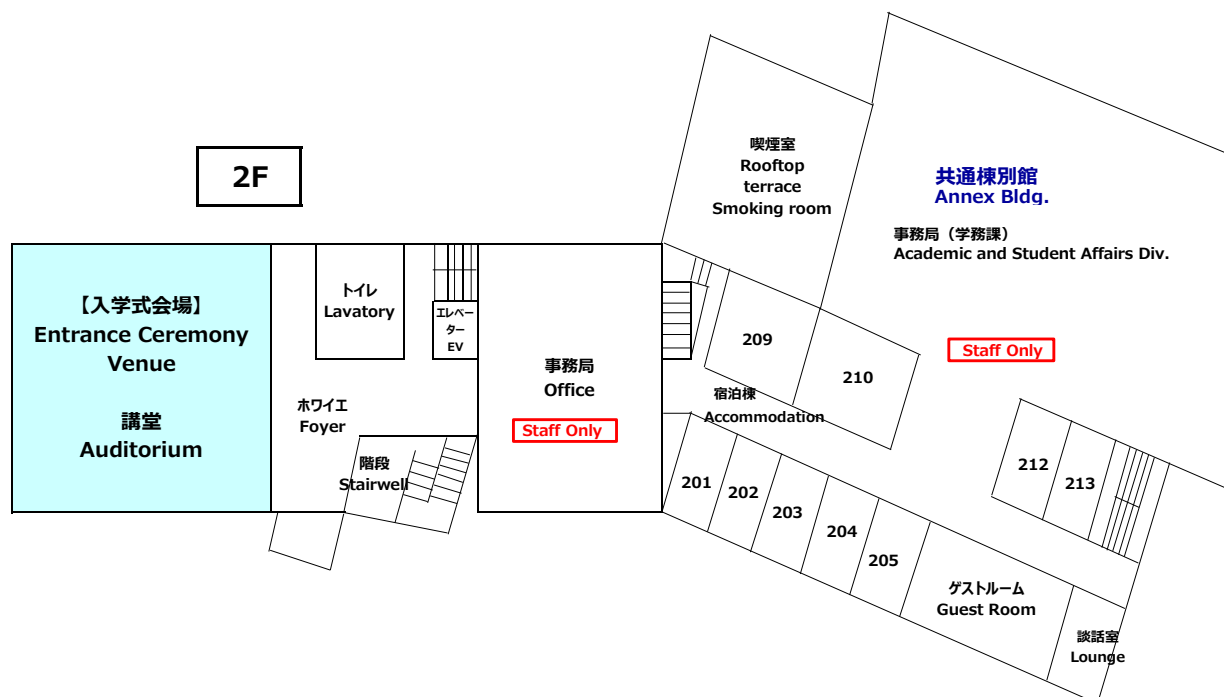 2F
【入学式会場】
Entrance Ceremony
Venue
講堂
Auditorium
トイレ
Lavatory
エレベー
ター
EV
ホワイエ
Foyer
階段
Stairwell
事務局
Office
Staff Only
喫煙室
Rooftop
terrace
Smoking room
共通棟別館
Annex Bldg.
事務局（学務課）
Academic and Student Affairs Div.
Staff Only
209
210
宿泊棟
Accommodation
201
202
203
204
205
212
213
ゲストルーム
Guest Room
談話室
Lounge